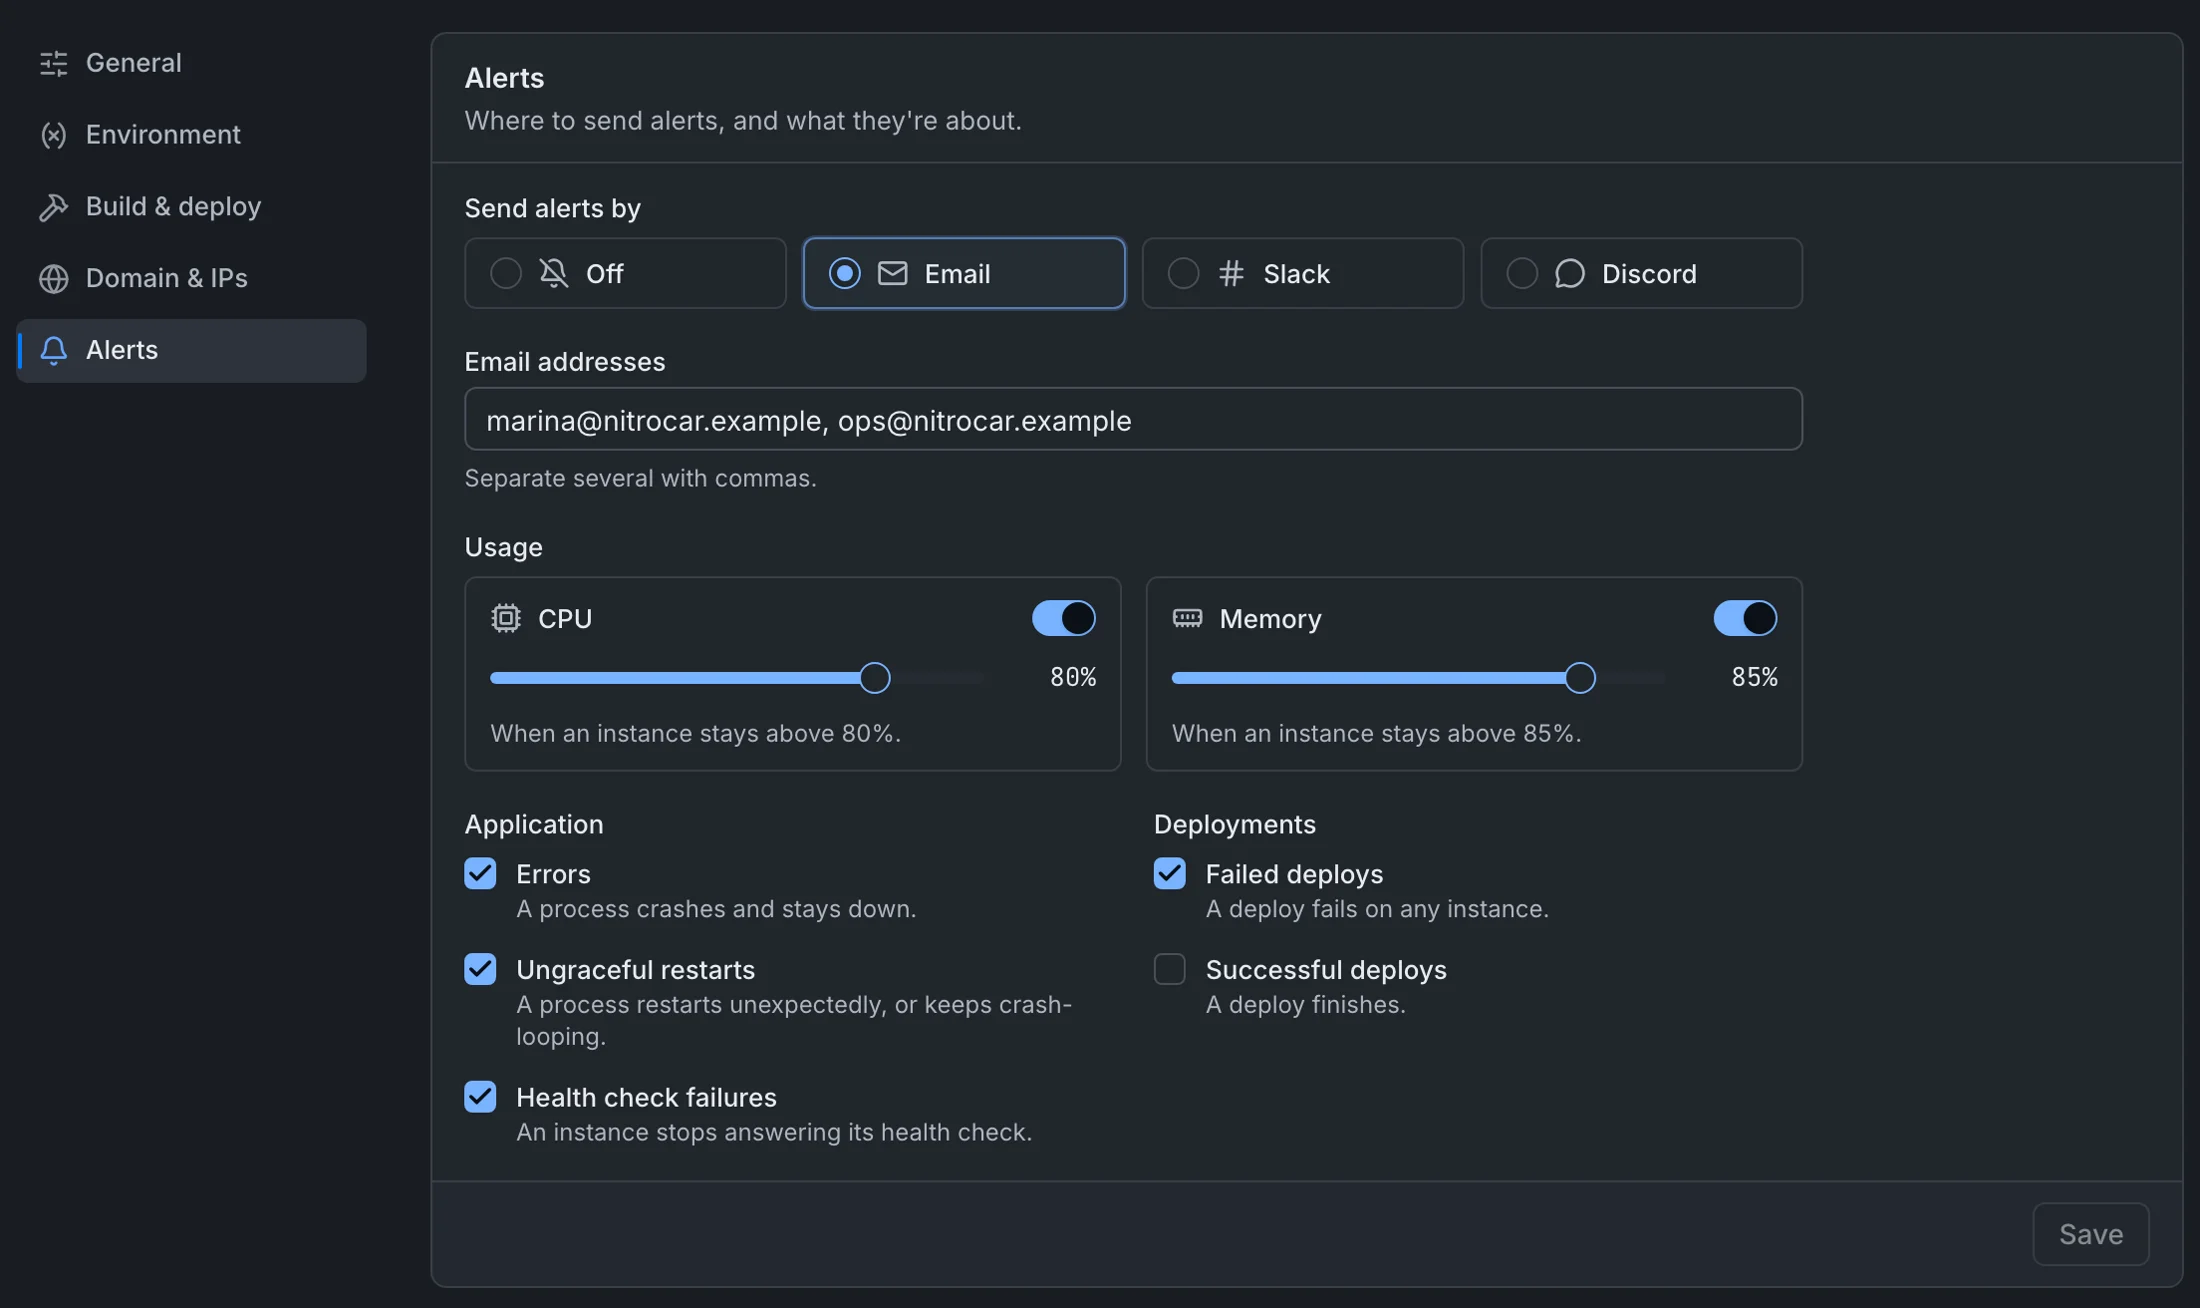 General
Environment
Build & deploy
Domain & IPs
Alerts
Alerts
Where to send alerts, and what they're about.
Send alerts by
Off
Email
Slack
Discord
Email addresses
marina@nitrocar.example, ops@nitrocar.example
Separate several with commas.
Usage
CPU
80%
When an instance stays above 80%.
Memory
85%
When an instance stays above 85%.
Application
Errors
A process crashes and stays down.
Ungraceful restarts
A process restarts unexpectedly, or keeps crash-
looping.
Health check failures
An instance stops answering its health check.
Deployments
Failed deploys
A deploy fails on any instance.
Successful deploys
A deploy finishes.
Save